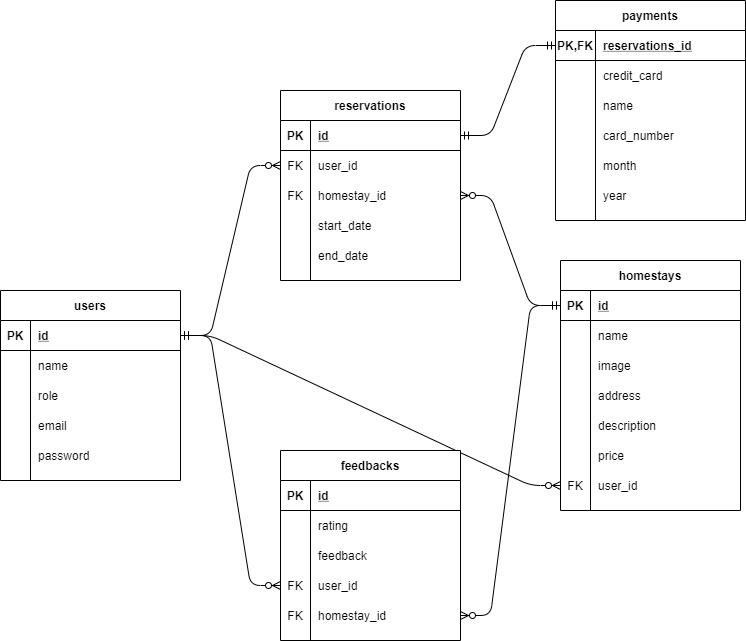 payments
PK,FK reservations_id
credit_card
name
card_number
month
year
reservations
PK id
FK user_id
FK homestay_id
start_date
end_date
homestays
PK id
name
image
address
description
price
FK user_id
users
PK id
name
role
email
password
feedbacks
PK id
rating
feedback
FK user_id
FK homestay_id